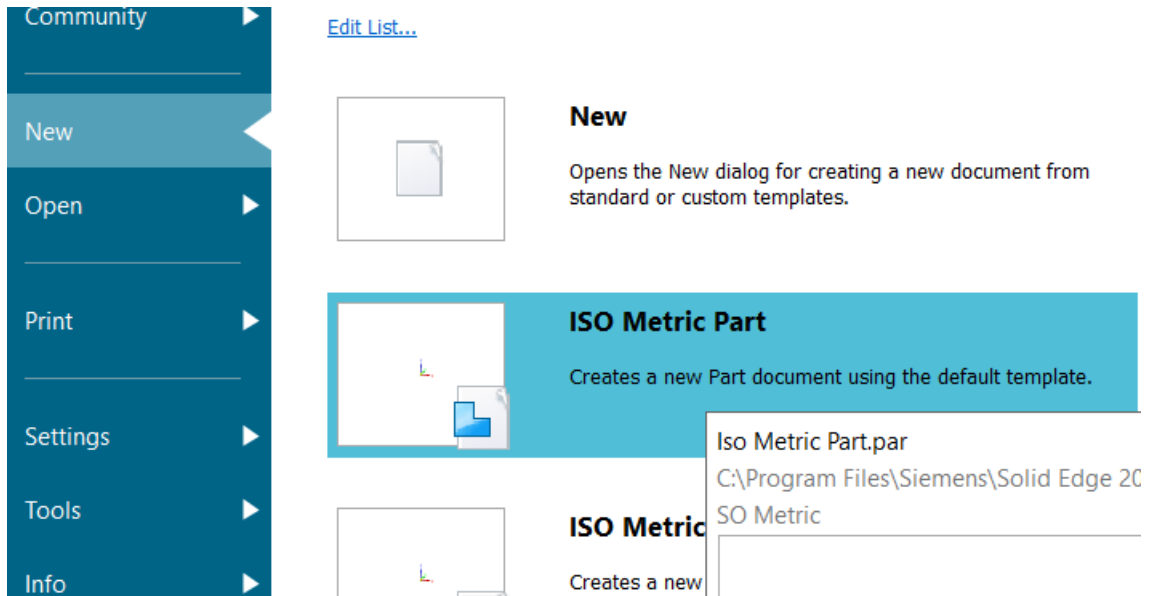 Community
Edit List...
New
New
Opens the New dialog for creating a new document from
standard or custom templates.
Open
Print
ISO Metric Part
Creates a new Part document using the default template.
Settings
Iso Metric Part.par
C:\Program Files\Siemens\Solid Edge 20
SO Metric
Tools
ISO Metric
Info
Creates a new